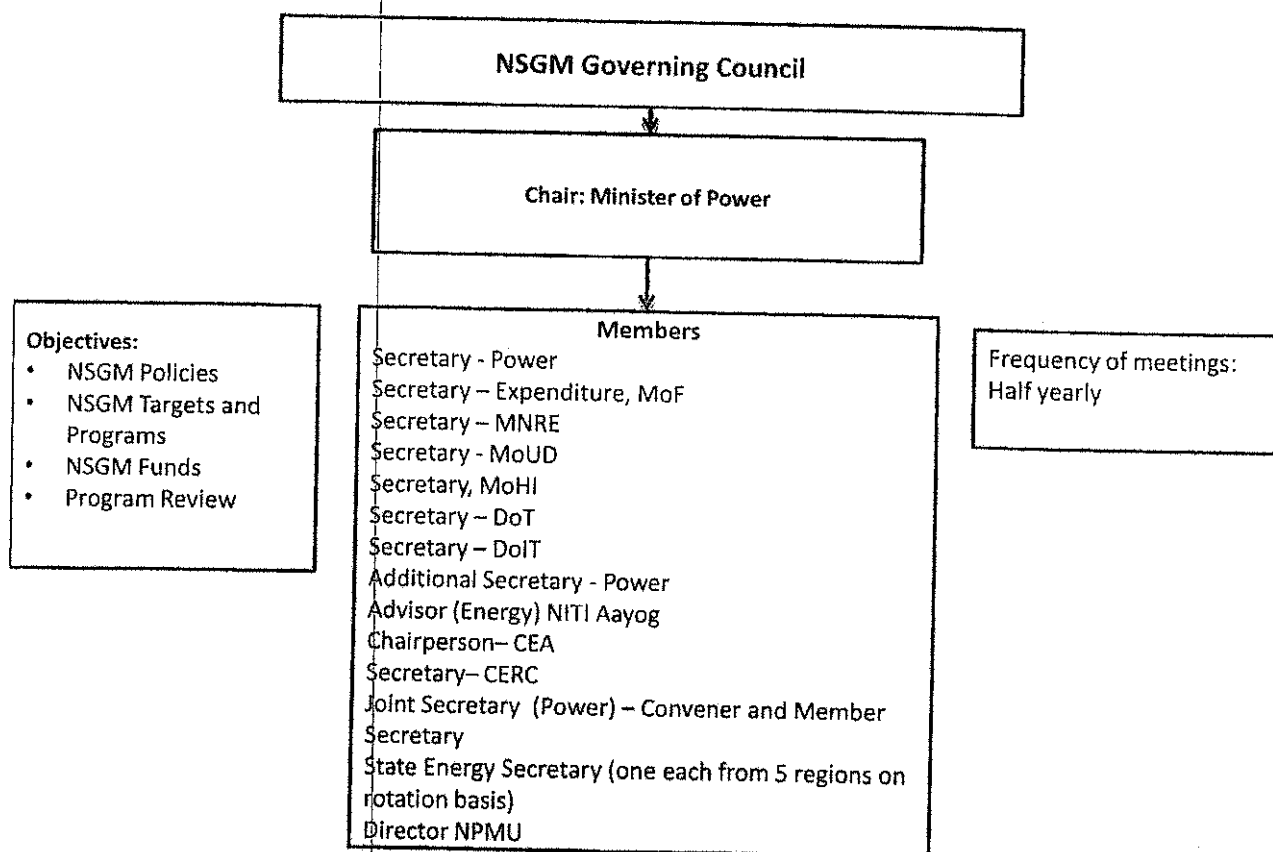 NSGM Governing Council
Chair: Minister of Power
Objectives:
• NSGM Policies
• NSGM Targets and
Programs
• NSGM Funds
• Program Review
Members
Secretary - Power
Secretary – Expenditure, MoF
Secretary – MNRE
Secretary - MoUD
Secretary, MoHI
Secretary – DoT
Secretary – DoIT
Additional Secretary - Power
Advisor (Energy) NITI Aayog
Chairperson– CEA
Secretary– CERC
Joint Secretary (Power) – Convener and Member
Secretary
State Energy Secretary (one each from 5 regions on
rotation basis)
Director NPMU
Frequency of meetings:
Half yearly